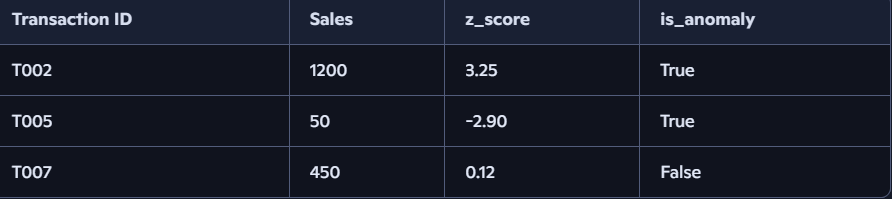 Transaction ID Sales z_score is_anomaly
T002 1200 3.25 True
T005 50 -2.90 True
T007 450 0.12 False